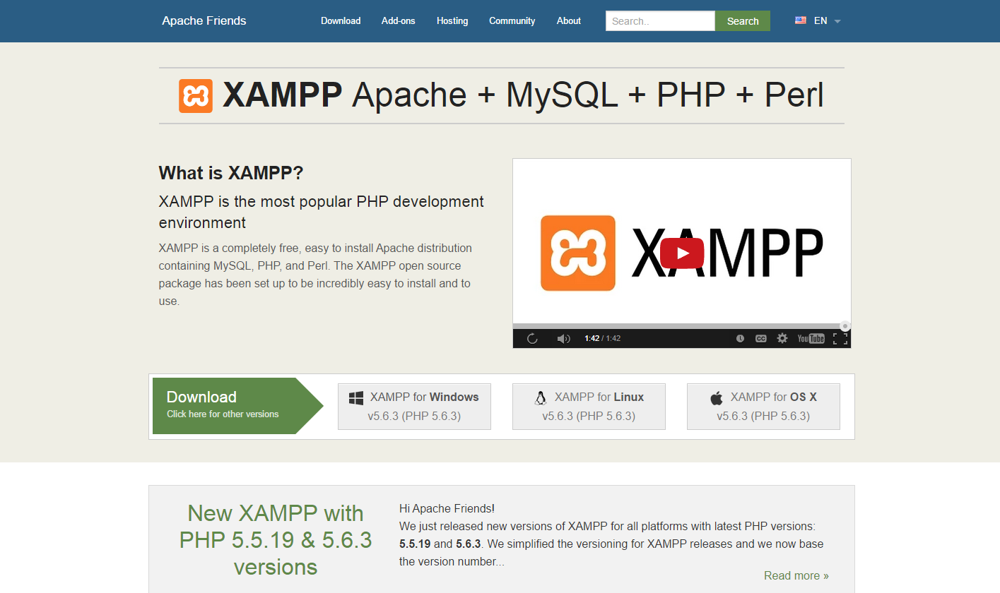 Apache Friends Download Add-ons Hosting Community About Search.. Search EN
XAMPP Apache + MySQL + PHP + Perl
What is XAMPP?
XAMPP is the most popular PHP development
environment
XAMPP is a completely free, easy to install Apache distribution
containing MySQL, PHP, and Perl. The XAMPP open source
package has been set up to be incredibly easy to install and to
use.
XAMPP
1:42 / 1:42 CC YouTube
Download
Click here for other versions
XAMPP for Windows
v5.6.3 (PHP 5.6.3)
XAMPP for Linux
v5.6.3 (PHP 5.6.3)
XAMPP for OS X
v5.6.3 (PHP 5.6.3)
New XAMPP with
PHP 5.5.19 & 5.6.3
versions
Hi Apache Friends!
We just released new versions of XAMPP for all platforms with latest PHP versions:
5.5.19 and 5.6.3. We simplified the versioning for XAMPP releases and we now base
the version number...
Read more »